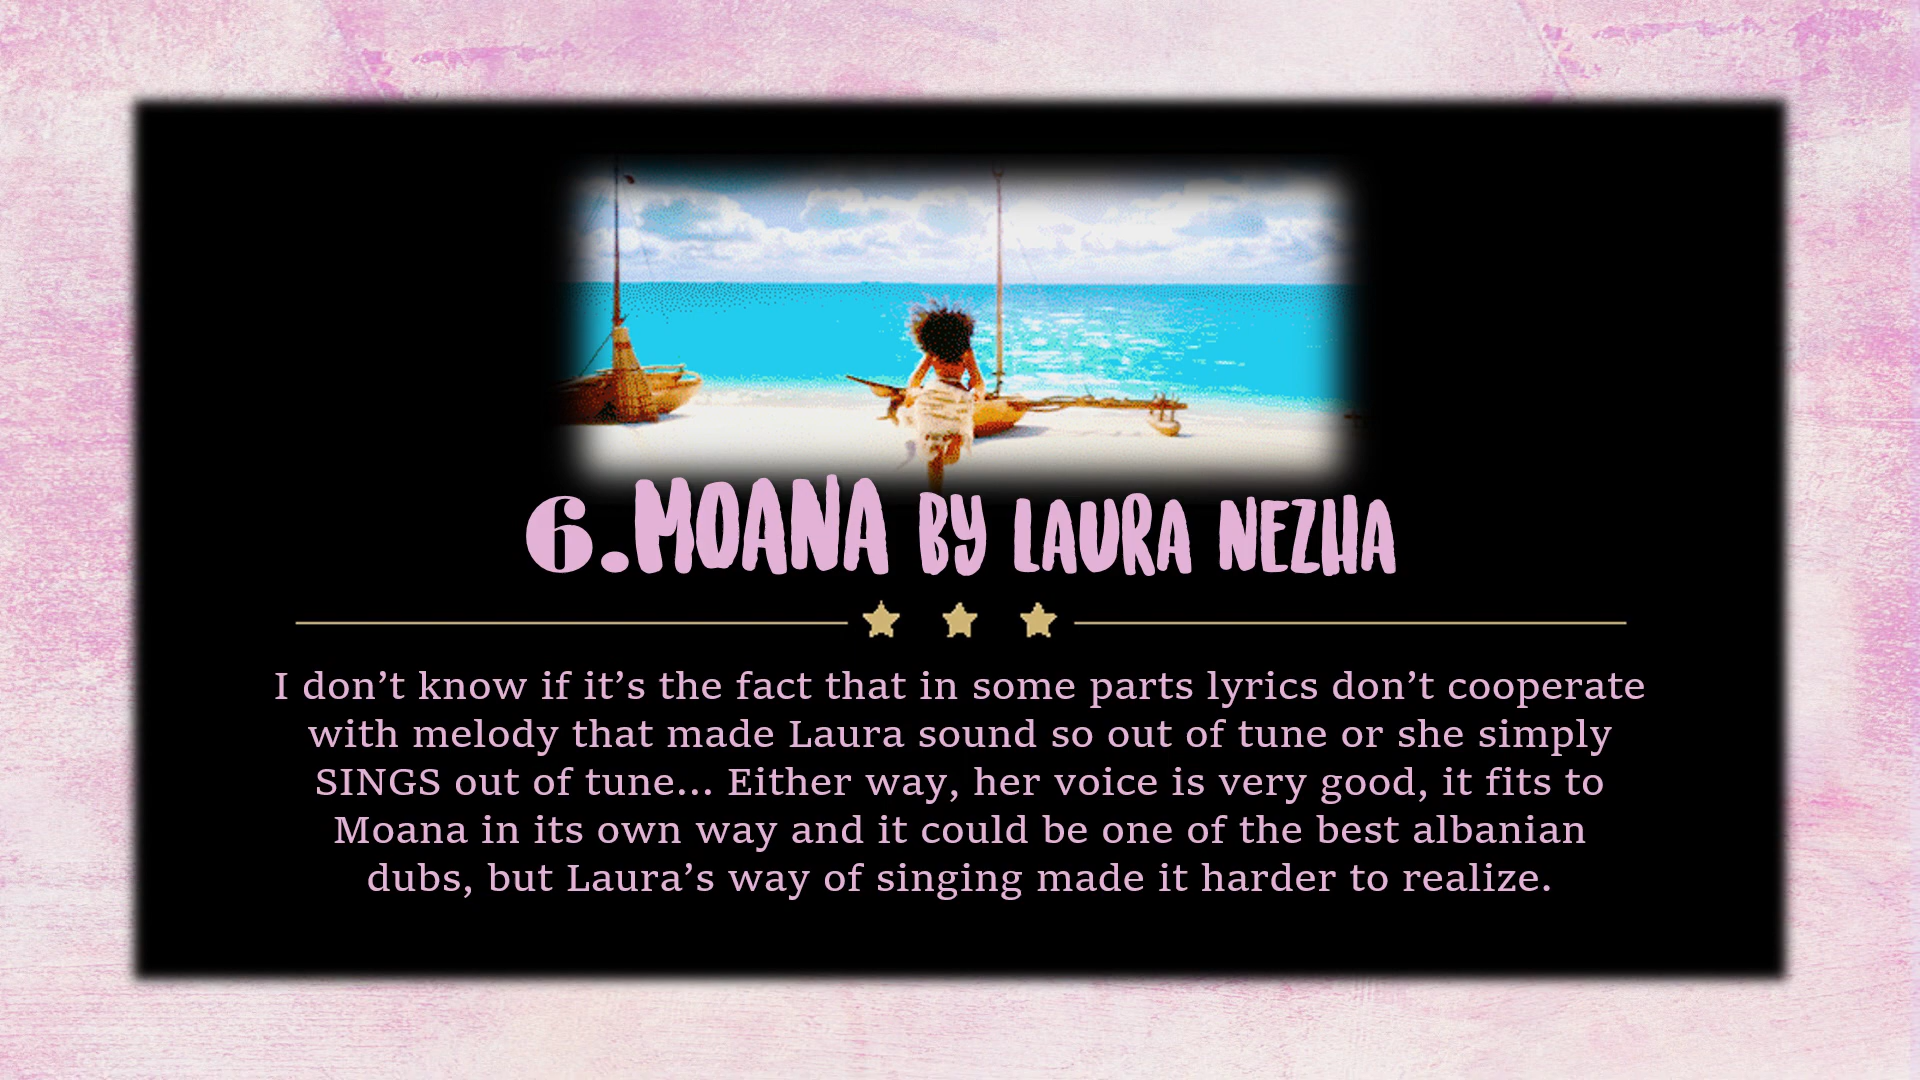 6.MOANA BY LAURA NEZHA
I don’t know if it’s the fact that in some parts lyrics don’t cooperate
with melody that made Laura sound so out of tune or she simply
SINGS out of tune... Either way, her voice is very good, it fits to
Moana in its own way and it could be one of the best albanian
dubs, but Laura’s way of singing made it harder to realize.